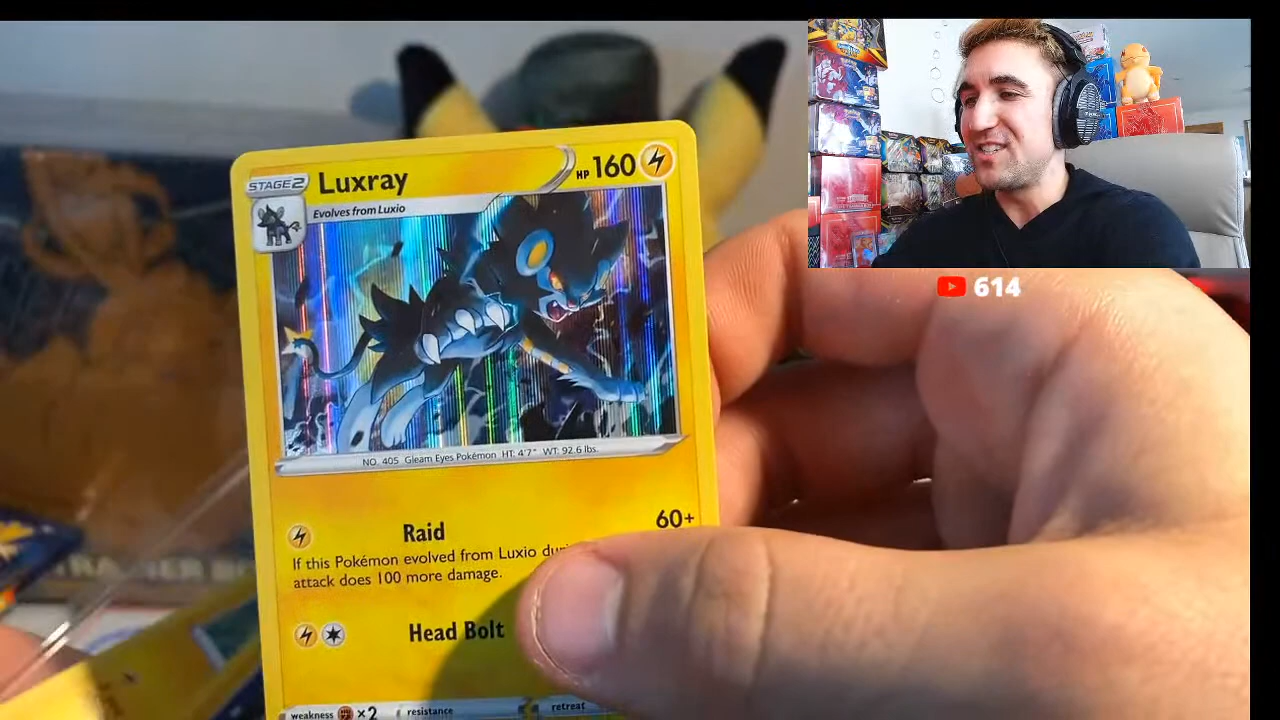 STAGE 2 Luxray HP 160
Evolves from Luxio
NO. 405 Gleam Eyes Pokémon HT: 4'7" WT: 92.6 lbs.
Raid 60+
If this Pokémon evolved from Luxio
attack does 100 more damage.
Head Bolt
weakness ×2 resistance retreat
614